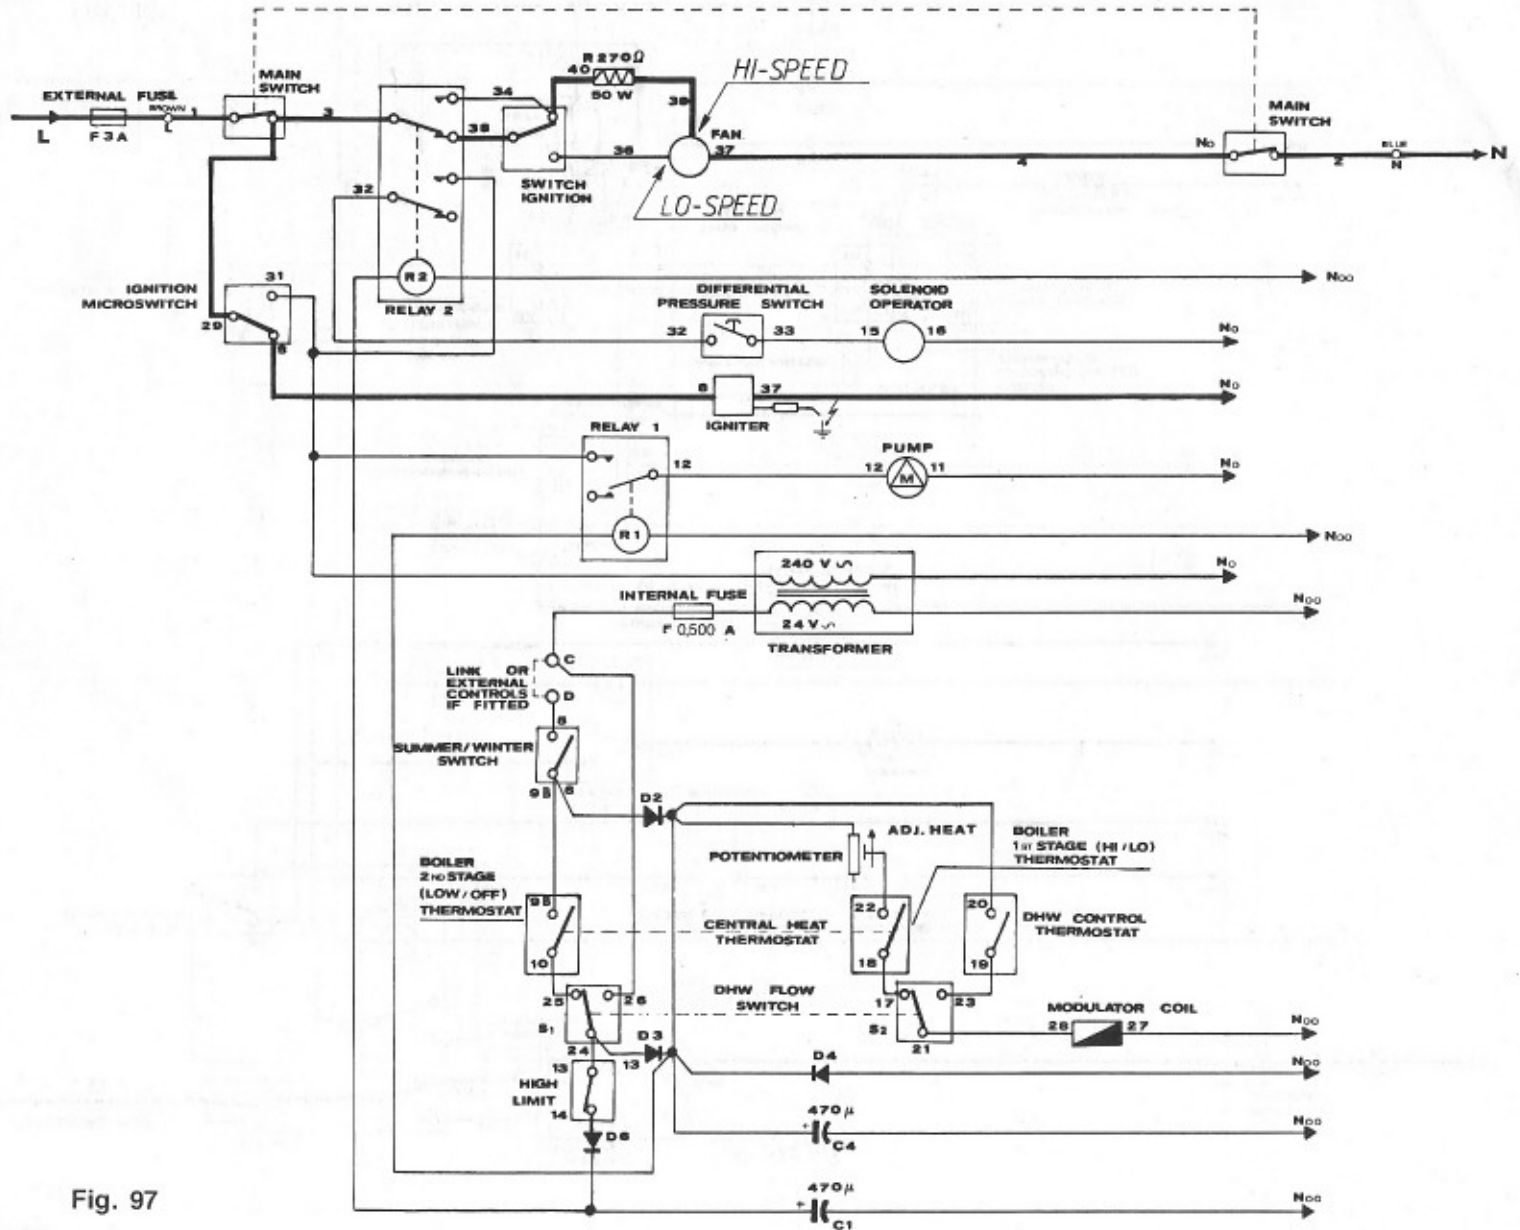 R 270Ω
40
50 W
39
HI-SPEED
MAIN
SWITCH
34
EXTERNAL FUSE
BROWN
L
1
3
L
F 3 A
38
36
FAN
37
4
MAIN
SWITCH
No
2
BLUE
N
N
SWITCH
IGNITION
LO-SPEED
32
R 2
RELAY 2
Noo
IGNITION
MICROSWITCH
31
29
DIFFERENTIAL
PRESSURE SWITCH
32
33
SOLENOID
OPERATOR
15
16
No
8
37
IGNITER
No
RELAY 1
12
PUMP
12
M
11
No
R 1
Noo
240 V ∿
No
INTERNAL FUSE
F 0,500 A
24 V ∿
TRANSFORMER
Noo
LINK OR
EXTERNAL
CONTROLS
IF FITTED
C
D
SUMMER/WINTER
SWITCH
9B
6
D2
POTENTIOMETER
ADJ. HEAT
BOILER
1ST STAGE (HI/LO)
THERMOSTAT
BOILER
2ND STAGE
(LOW/OFF)
THERMOSTAT
9B
10
CENTRAL HEAT
THERMOSTAT
22
18
20
19
DHW CONTROL
THERMOSTAT
25
26
S1
24
DHW FLOW
SWITCH
17
23
S2
21
MODULATOR COIL
28
27
Noo
D3
13
D4
Noo
HIGH
LIMIT
13
14
D6
470 µ
+
C4
Noo
470 µ
+
C1
Noo
Fig. 97